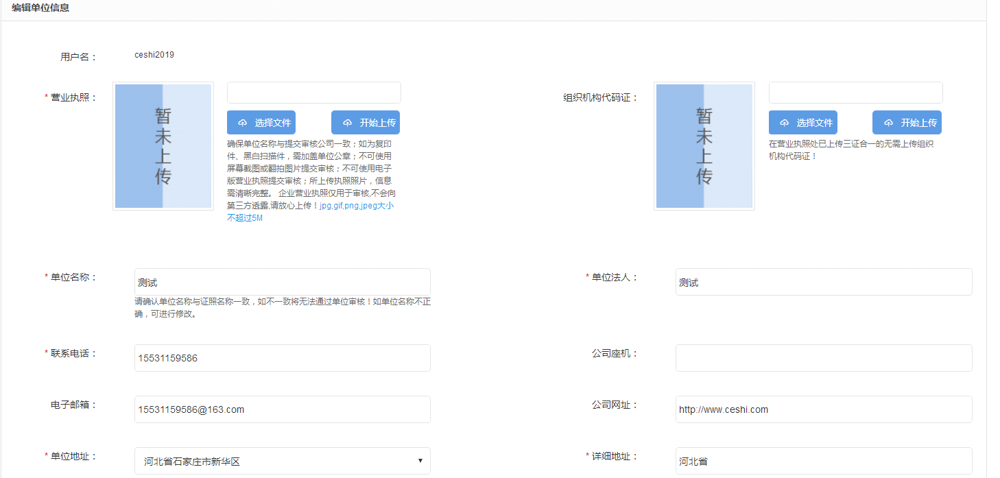 编辑单位信息
用户名：
ceshi2019
* 营业执照：
暂未上传
选择文件
开始上传
确保单位名称与提交审核公司一致；如为复印
件、黑白扫描件，需加盖单位公章；不可使用
屏幕截图或翻拍图片提交审核；不可使用电子
版营业执照提交审核；所上传执照照片，信息
需清晰完整。 企业营业执照仅用于审核,不会向
第三方透露,请放心上传！jpg,gif,png,jpeg大小
不超过5M
组织机构代码证：
暂未上传
选择文件
开始上传
在营业执照处已上传三证合一的无需上传组织
机构代码证！
* 单位名称：
测试
请确认单位名称与证照名称一致，如不一致将无法通过单位审核！如单位名称不正
确，可进行修改。
* 单位法人：
测试
* 联系电话：
15531159586
公司座机：
电子邮箱：
15531159586@163.com
公司网址：
http://www.ceshi.com
* 单位地址：
河北省石家庄市新华区
* 详细地址：
河北省